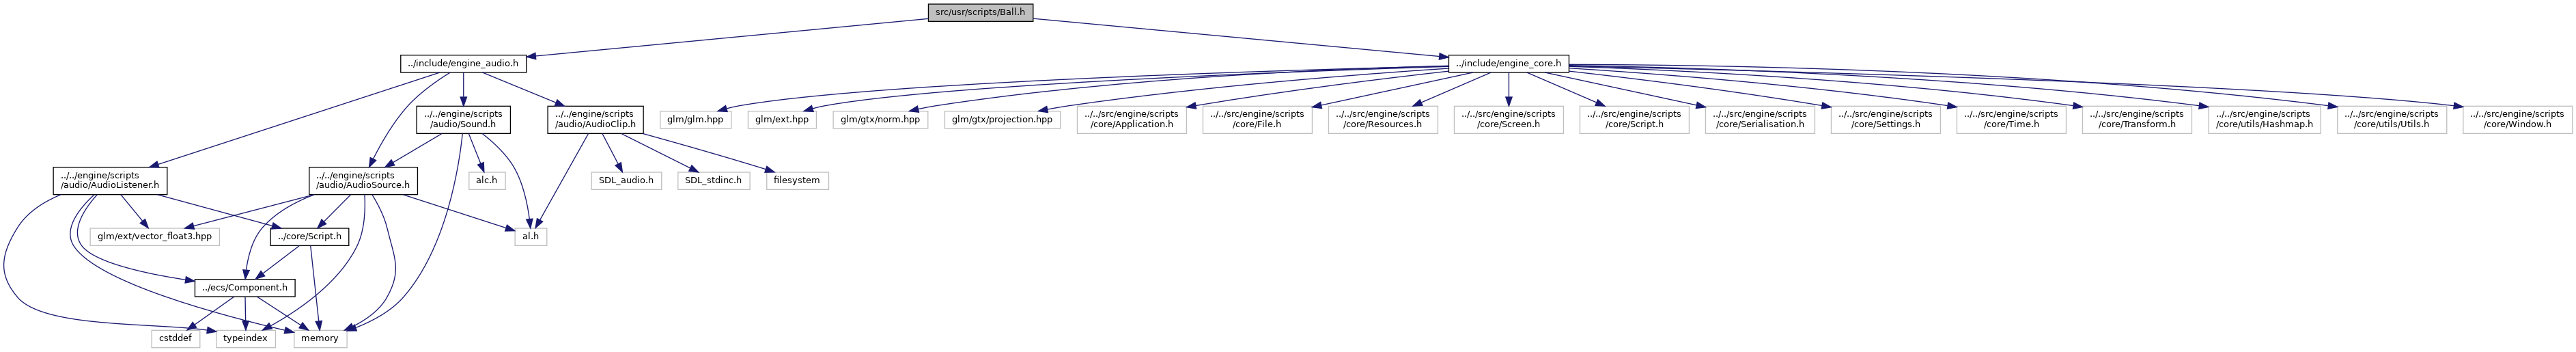 src/usr/scripts/Ball.h
../include/engine_audio.h
../include/engine_core.h
../../engine/scripts
/audio/Sound.h
../../engine/scripts
/audio/AudioClip.h
glm/glm.hpp
glm/ext.hpp
glm/gtx/norm.hpp
glm/gtx/projection.hpp
../../src/engine/scripts
/core/Application.h
../../src/engine/scripts
/core/File.h
../../src/engine/scripts
/core/Resources.h
../../src/engine/scripts
/core/Screen.h
../../src/engine/scripts
/core/Script.h
../../src/engine/scripts
/core/Serialisation.h
../../src/engine/scripts
/core/Settings.h
../../src/engine/scripts
/core/Time.h
../../src/engine/scripts
/core/Transform.h
../../src/engine/scripts
/core/utils/Hashmap.h
../../src/engine/scripts
/core/utils/Utils.h
../../src/engine/scripts
/core/Window.h
../../engine/scripts
/audio/AudioListener.h
../../engine/scripts
/audio/AudioSource.h
alc.h
SDL_audio.h
SDL_stdinc.h
filesystem
glm/ext/vector_float3.hpp
../core/Script.h
al.h
../ecs/Component.h
cstddef
typeindex
memory